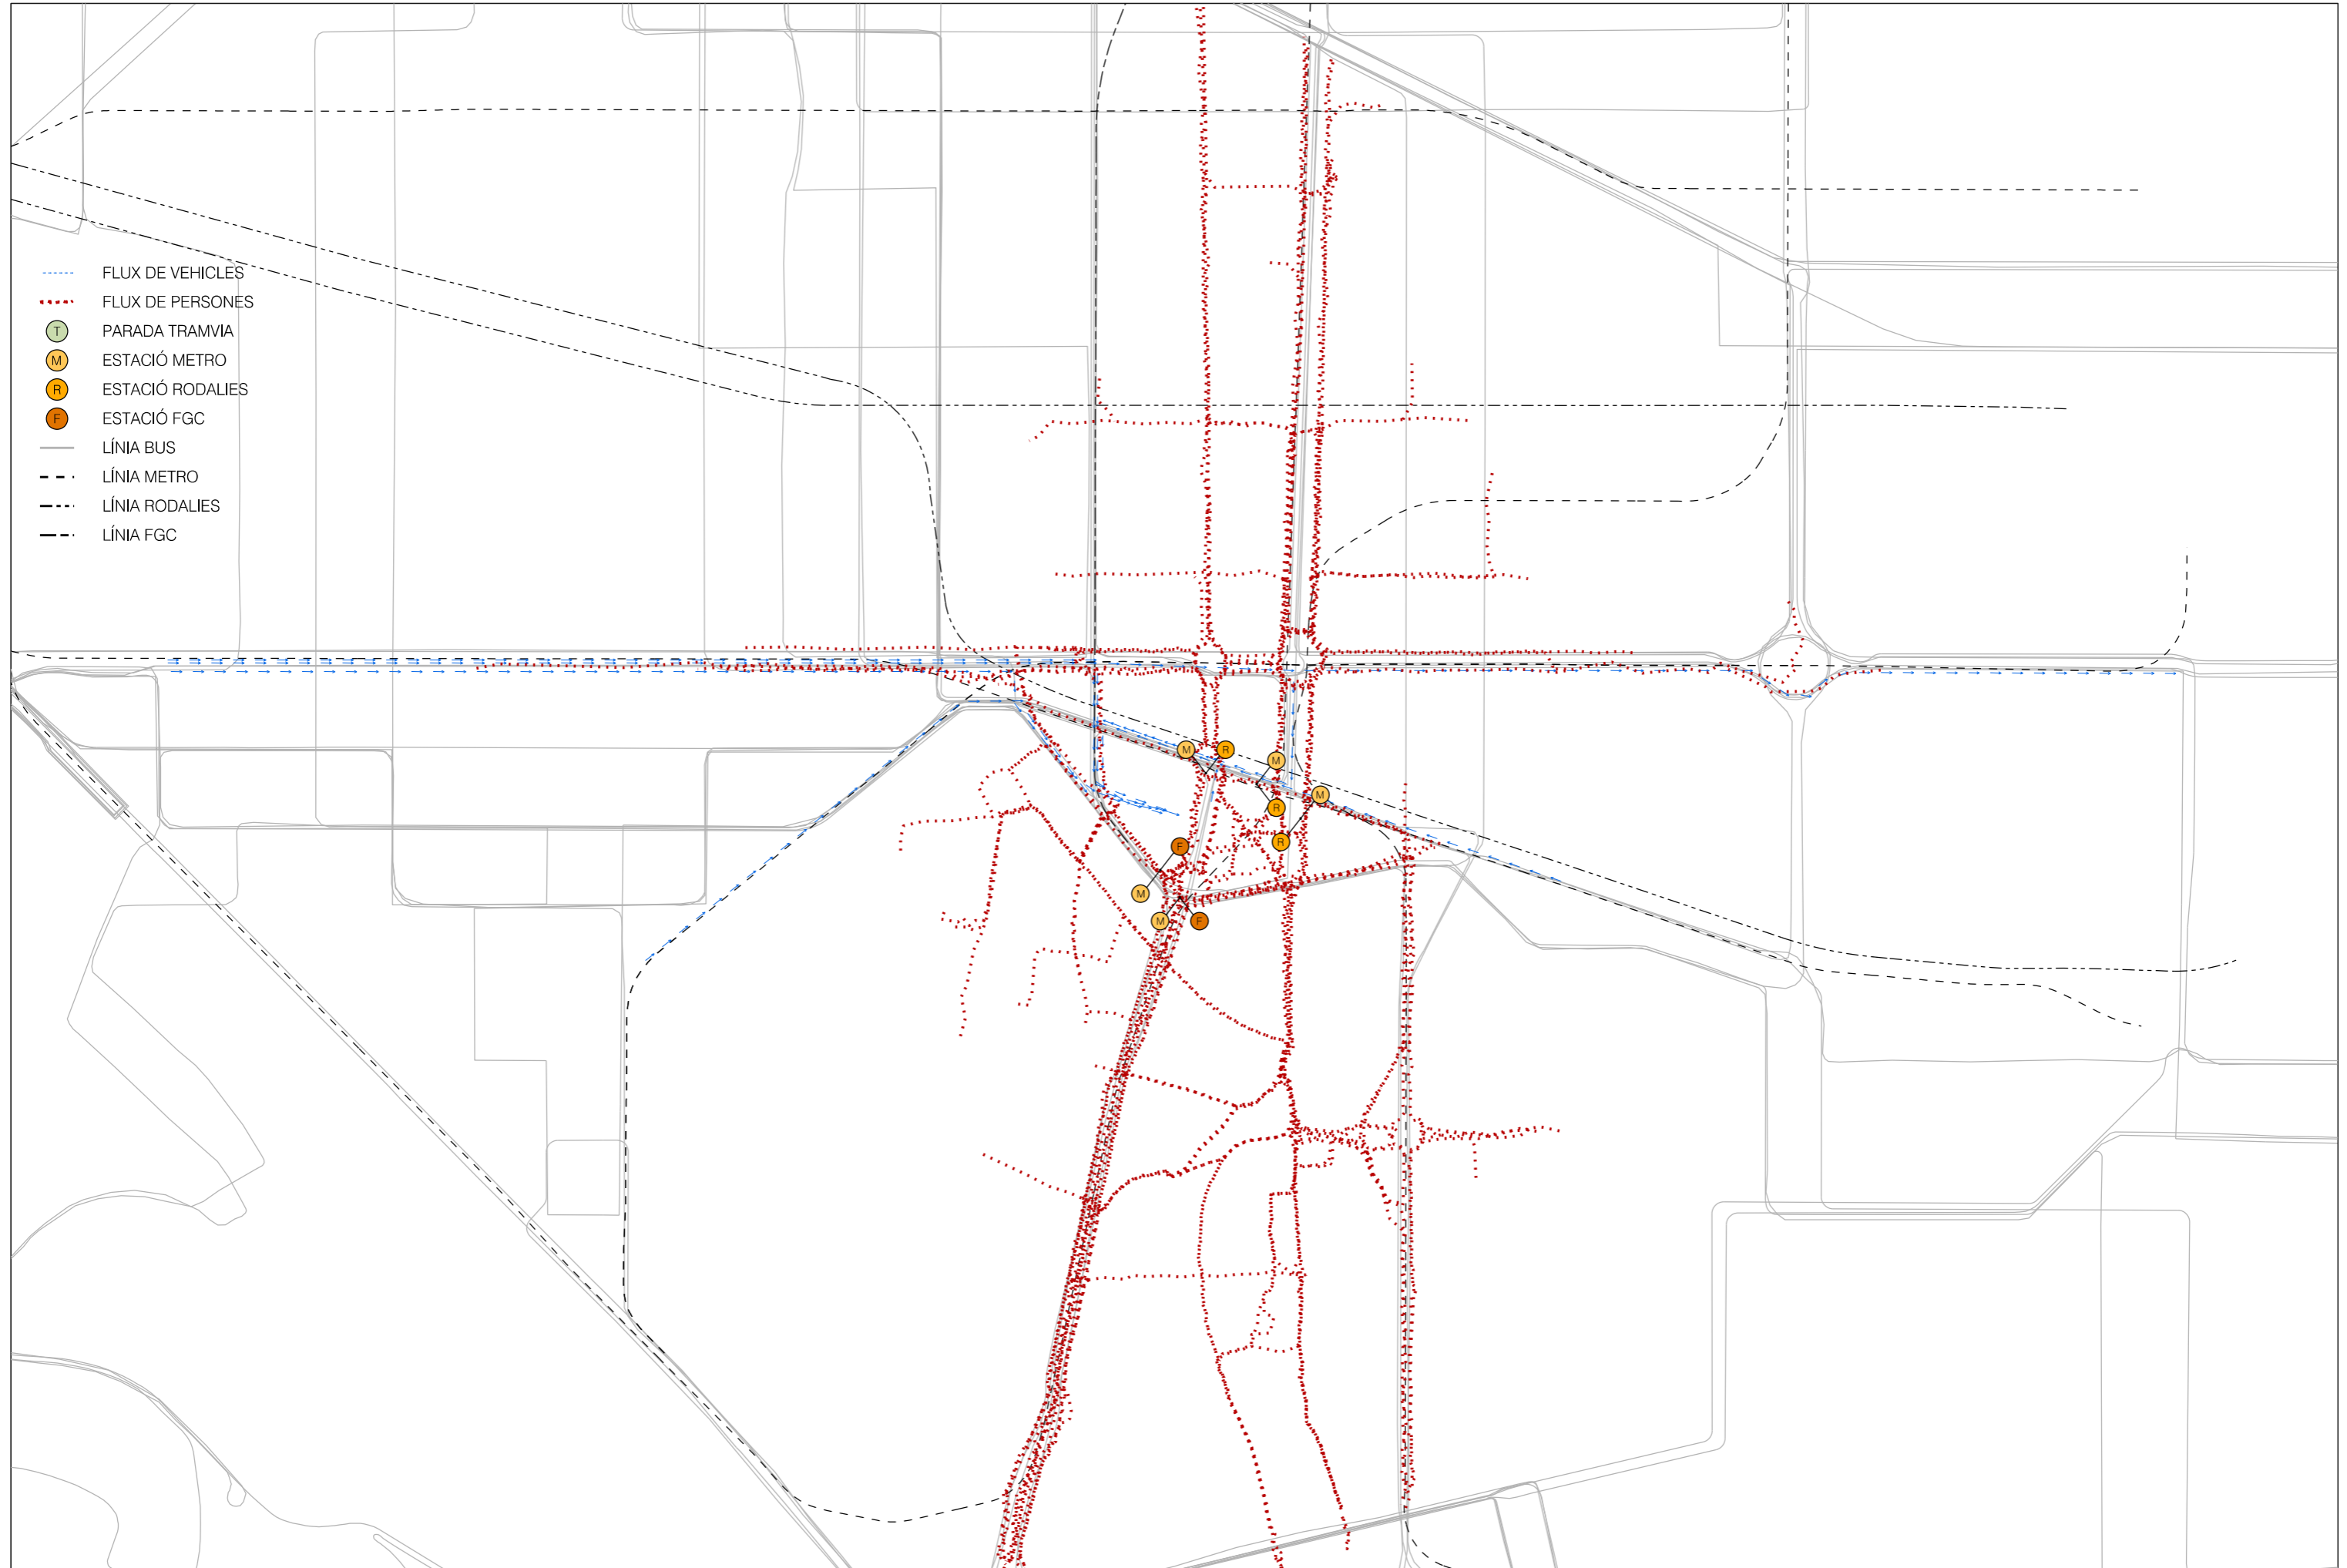 FLUX DE VEHICLES
FLUX DE PERSONES
T PARADA TRAMVIA
M ESTACIÓ METRO
R ESTACIÓ RODALIES
F ESTACIÓ FGC
LÍNIA BUS
LÍNIA METRO
LÍNIA RODALIES
LÍNIA FGC
M R M
M
R
R
F
M
M F